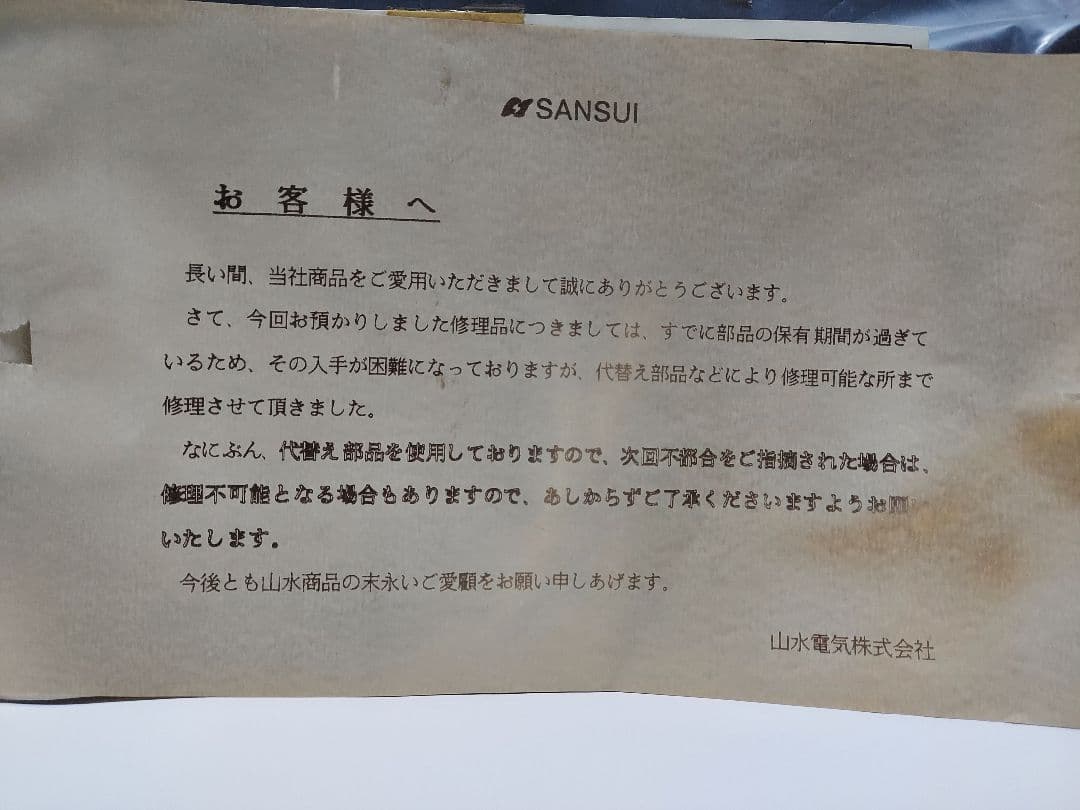 SANSUI
お客様へ
長い間、当社商品をご愛用いただきまして誠にありがとうございます。
さて、今回お預かりしました修理品につきましては、すでに部品の保有期間が過ぎて
いるため、その入手が困難になっておりますが、代替え部品などにより修理可能な所まで
修理させて頂きました。
なにぶん、代替え部品を使用しておりますので、次回不都合をご指摘された場合は、
修理不可能となる場合もありますので、あしからずご了承くださいますようお願い
いたします。
今後とも山水商品の末永いご愛顧をお願い申しあげます。
山水電気株式会社